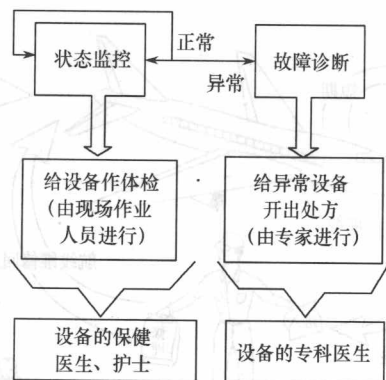 状态监控
正常
异常
故障诊断
给设备作体检
（由现场作业
人员进行）
给异常设备
开出处方
（由专家进行）
设备的保健
医生、护士
设备的专科医生